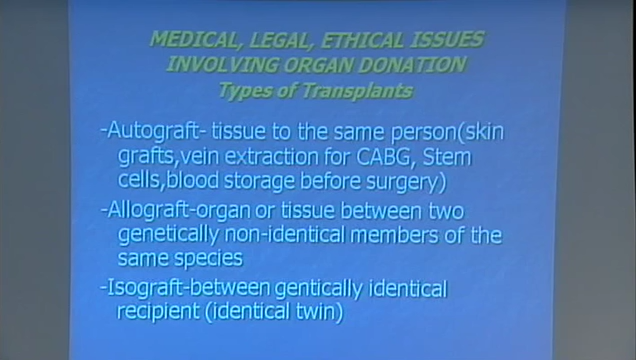 MEDICAL, LEGAL, ETHICAL ISSUES
INVOLVING ORGAN DONATION
Types of Transplants
-Autograft- tissue to the same person(skin
grafts,vein extraction for CABG, Stem
cells,blood storage before surgery)
-Allograft-organ or tissue between two
genetically non-identical members of the
same species
-Isograft-between gentically identical
recipient (identical twin)